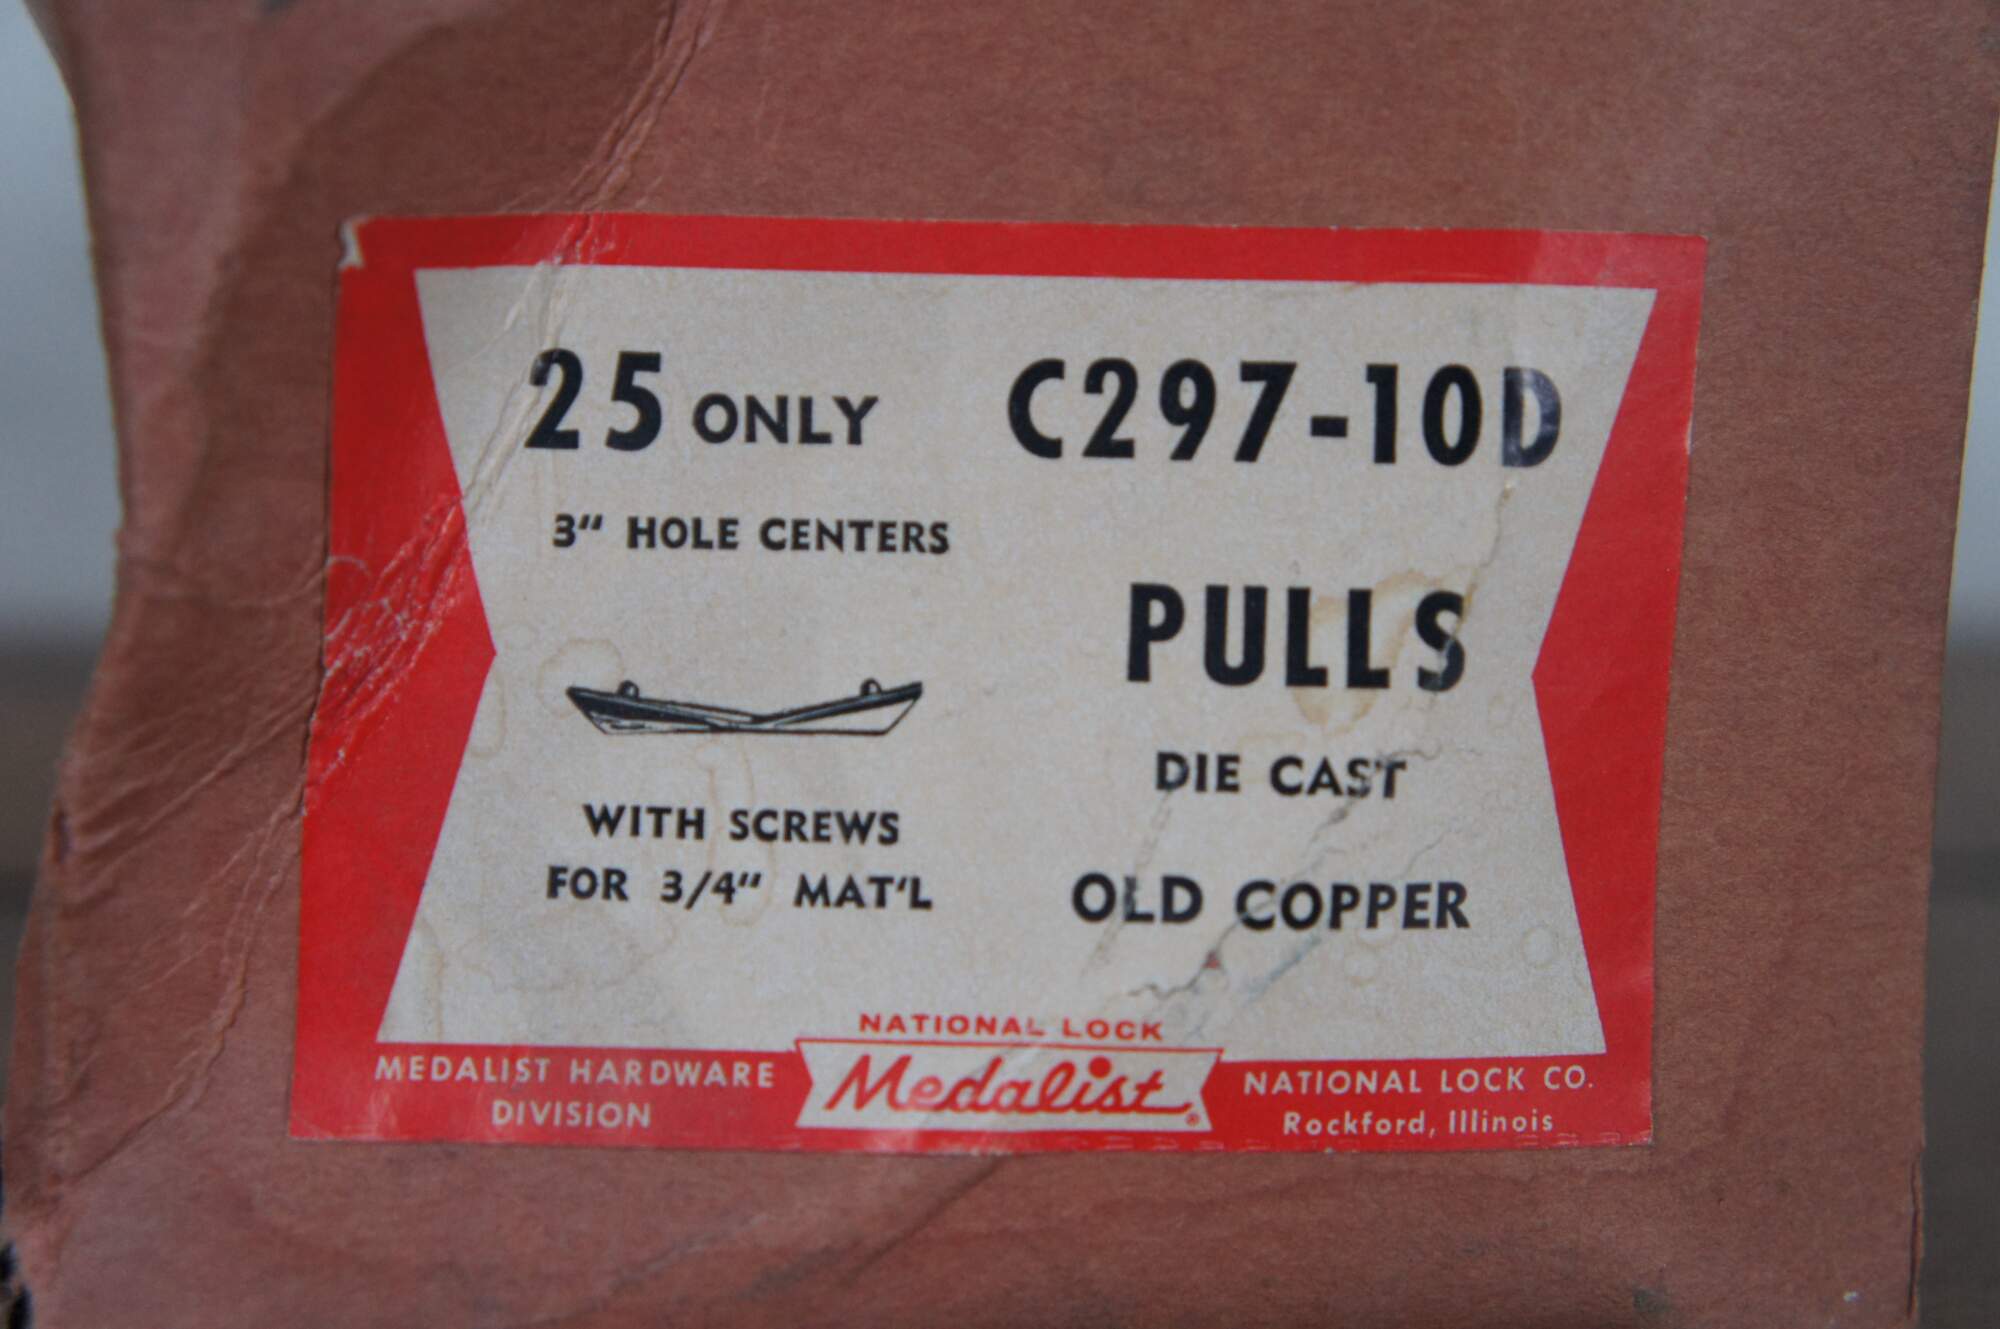 25 ONLY C297-10D
3" HOLE CENTERS
PULLS
DIE CAST
WITH SCREWS
FOR 3/4" MAT'L
OLD COPPER
NATIONAL LOCK
Medalist®
MEDALIST HARDWARE
DIVISION
NATIONAL LOCK CO.
Rockford, Illinois